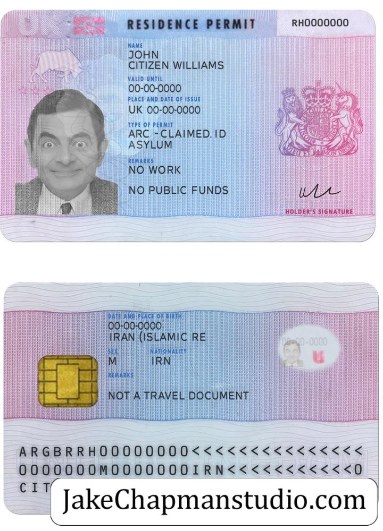 UK
RESIDENCE PERMIT
RH0000000
NAME
JOHN
CITIZEN WILLIAMS
VALID UNTIL
00-00-0000
PLACE AND DATE OF ISSUE
UK 00-00-0000
TYPE OF PERMIT
ARC -CLAIMED.ID
ASYLUM
REMARKS
NO WORK
NO PUBLIC FUNDS
HOLDER'S SIGNATURE
DATE AND PLACE OF BIRTH
00-00-0000
IRAN (ISLAMIC RE
SEX NATIONALITY
M IRN
REMARKS
NOT A TRAVEL DOCUMENT
ARGBRRH00000000<<<<<<<<<<<<<<<
0000000M0000000IRN<<<<<<<<<<<0
CIT
JakeChapmanstudio.com